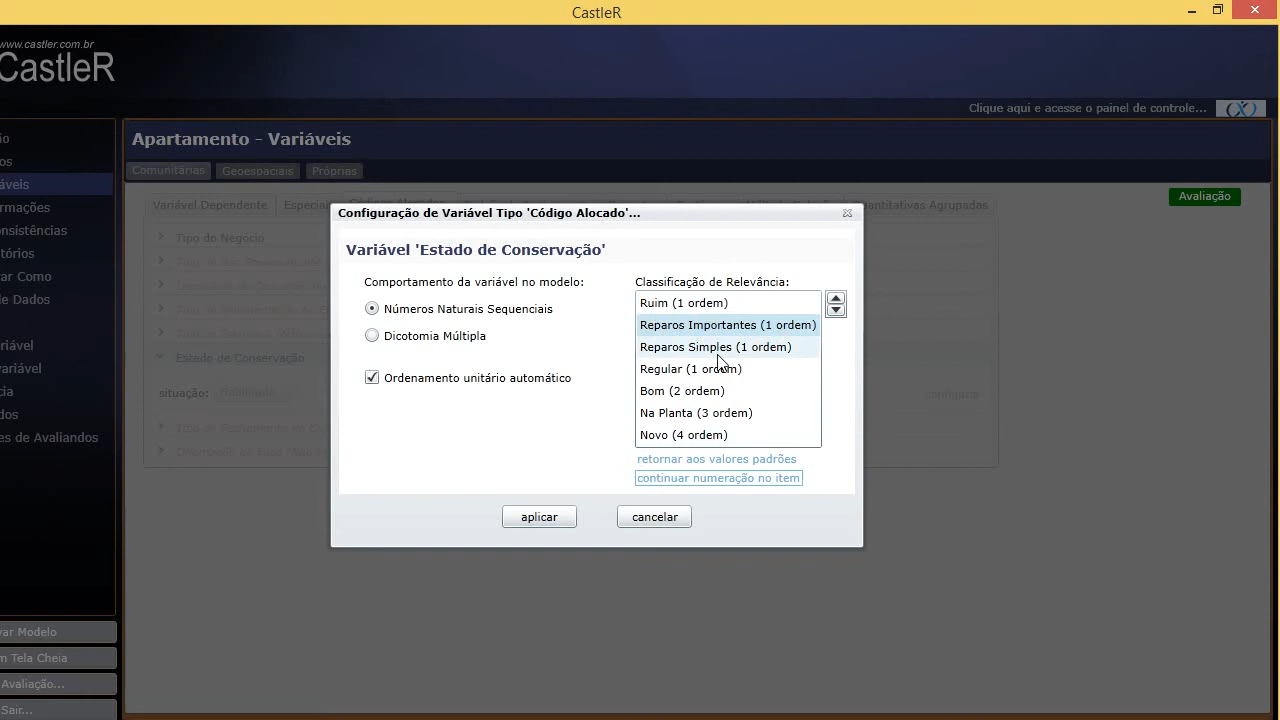 CastleR
www.castler.com.br
CastleR
Clique aqui e acesse o painel de controle...
Apartamento - Variáveis
Comunitárias
Geoespaciais
Próprias
Avaliação
Variável Dependente
Quantitativas Agrupadas
Tipo do Negócio
Estado de Conservação
situação:
configurar
Configuração de Variável Tipo 'Código Alocado'...
Variável 'Estado de Conservação'
Comportamento da variável no modelo:
Números Naturais Sequenciais
Dicotomia Múltipla
Ordenamento unitário automático
Classificação de Relevância:
Ruim (1 ordem)
Reparos Importantes (1 ordem)
Reparos Simples (1 ordem)
Regular (1 ordem)
Bom (2 ordem)
Na Planta (3 ordem)
Novo (4 ordem)
retornar aos valores padrões
continuar numeração no item
aplicar
cancelar
áveis
rmações
onsistências
tórios
ar Como
e Dados
riável
variável
cia
dos
es de Avaliandos
var Modelo
m Tela Cheia
Avaliação...
Sair...